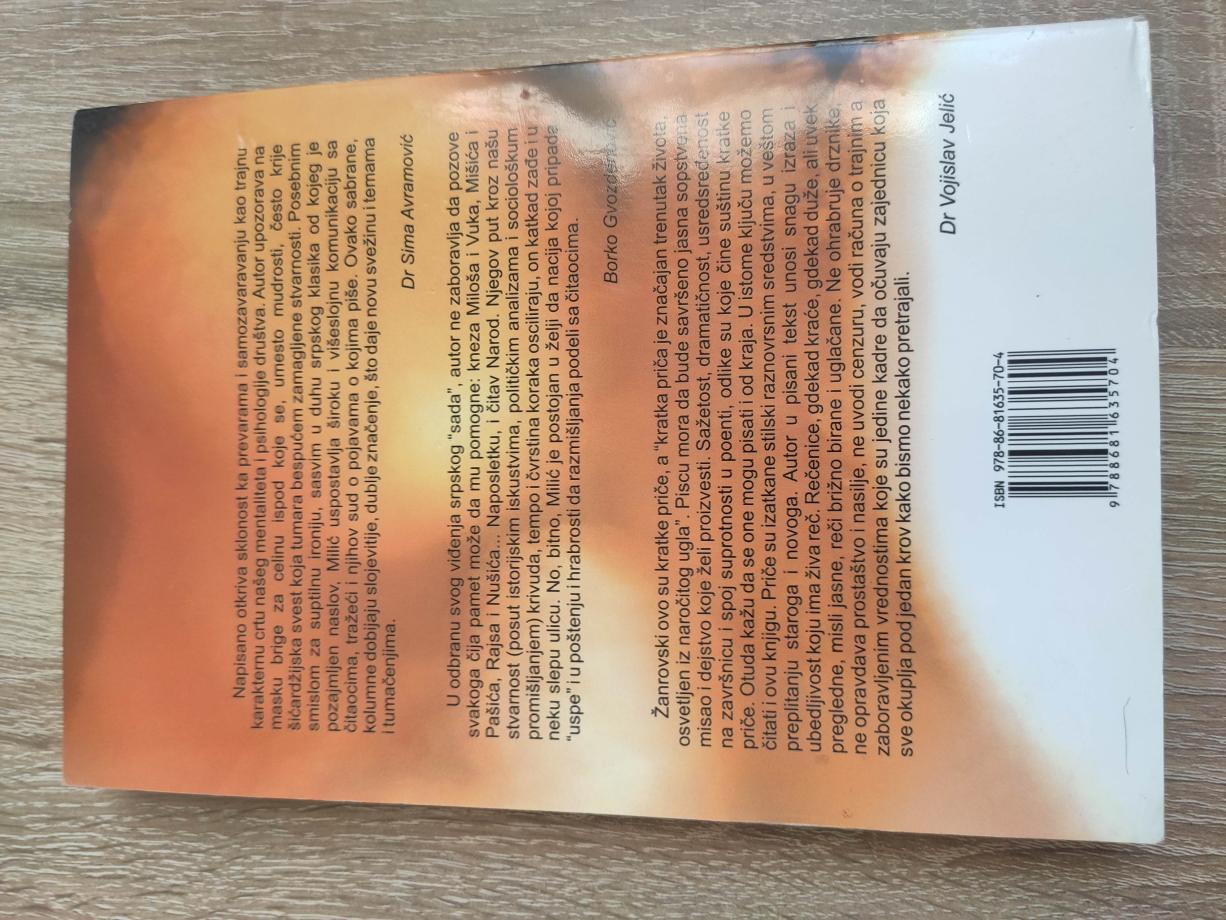 Napisano otkriva sklonost ka prevarama i samozavaravanju kao trajnu
karakternu crtu našeg mentaliteta i psihologije društva. Autor upozorava na
masku brige za celinu ispod koje se, umesto mudrosti, često krije
šićardžijska svest koja tumara bespućem zamagljene stvarnosti. Posebnim
smislom za suptilnu ironiju, sasvim u duhu srpskog klasika od kojeg je
pozajmljen naslov, Milić uspostavlja široku i višeslojnu komunikaciju sa
čitaocima, tražeći i njihov sud o pojavama o kojima piše. Ovako sabrane,
kolumne dobijaju slojevitije, dublje značenje, što daje novu svežinu i temama
i tumačenjima.
Dr Sima Avramović
U odbranu svog viđenja srpskog “sada”, autor ne zaboravlja da pozove
svakoga čija pamet može da mu pomogne: kneza Miloša i Vuka, Mišića i
Pašića, Rajsa i Nušića... Naposletku, i čitav Narod. Njegov put kroz našu
stvarnost (posut istorijskim iskustvima, političkim analizama i sociološkum
promišljanjem) krivuda, tempo i čvrstina koraka osciliraju, on katkad zađe i u
neku slepu ulicu. No, bitno, Milić je postojan u želji da nacija kojoj pripada
“uspe” i u poštenju i hrabrosti da razmišljanja podeli sa čitaocima.
Borko Gvozdenović
Žanrovski ovo su kratke priče, a “kratka priča je značajan trenutak života,
osvetljen iz naročitog ugla”. Piscu mora da bude savršeno jasna sopstvena
misao i dejstvo koje želi proizvesti. Sažetost, dramatičnost, usredsređenost
na završnicu i spoj suprotnosti u poenti, odlike su koje čine suštinu kratke
priče. Otuda kažu da se one mogu pisati i od kraja. U istome ključu možemo
čitati i ovu knjigu. Priče su izatkane stilski raznovrsnim sredstvima, u veštom
preplitanju staroga i novoga. Autor u pisani tekst unosi snagu izraza i
ubedljivost koju ima živa reč. Rečenice, gdekad kraće, gdekad duže, ali uvek
pregledne, misli jasne, reči brižno birane i uglačane. Ne ohrabruje drznike,
ne opravdava prostaštvo i nasilje, ne uvodi cenzuru, vodi računa o trajnim a
zaboravljenim vrednostima koje su jedine kadre da očuvaju zajednicu koja
sve okuplja pod jedan krov kako bismo nekako pretrajali.
Dr Vojislav Jelić
ISBN 978-86-81635-70-4
9 788681 635704